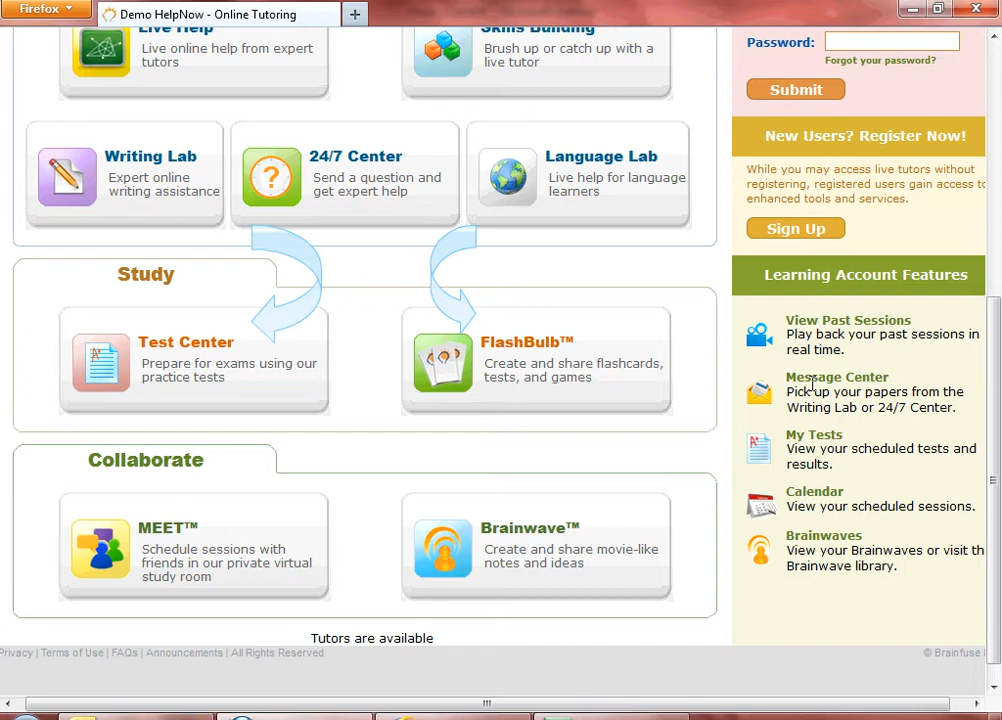 Firefox
Demo HelpNow - Online Tutoring
Live Help
Live online help from expert
tutors
Skills Building
Brush up or catch up with a
live tutor
Writing Lab
Expert online
writing assistance
24/7 Center
Send a question and
get expert help
Language Lab
Live help for language
learners
Study
Test Center
Prepare for exams using our
practice tests
FlashBulb™
Create and share flashcards,
tests, and games
Collaborate
MEET™
Schedule sessions with
friends in our private virtual
study room
Brainwave™
Create and share movie-like
notes and ideas
Tutors are available
Privacy | Terms of Use | FAQs | Announcements | All Rights Reserved
© Brainfuse
Password:
Forgot your password?
Submit
New Users? Register Now!
While you may access live tutors without
registering, registered users gain access to
enhanced tools and services.
Sign Up
Learning Account Features
View Past Sessions
Play back your past sessions in
real time.
Message Center
Pick up your papers from the
Writing Lab or 24/7 Center.
My Tests
View your scheduled tests and
results.
Calendar
View your scheduled sessions.
Brainwaves
View your Brainwaves or visit th
Brainwave library.